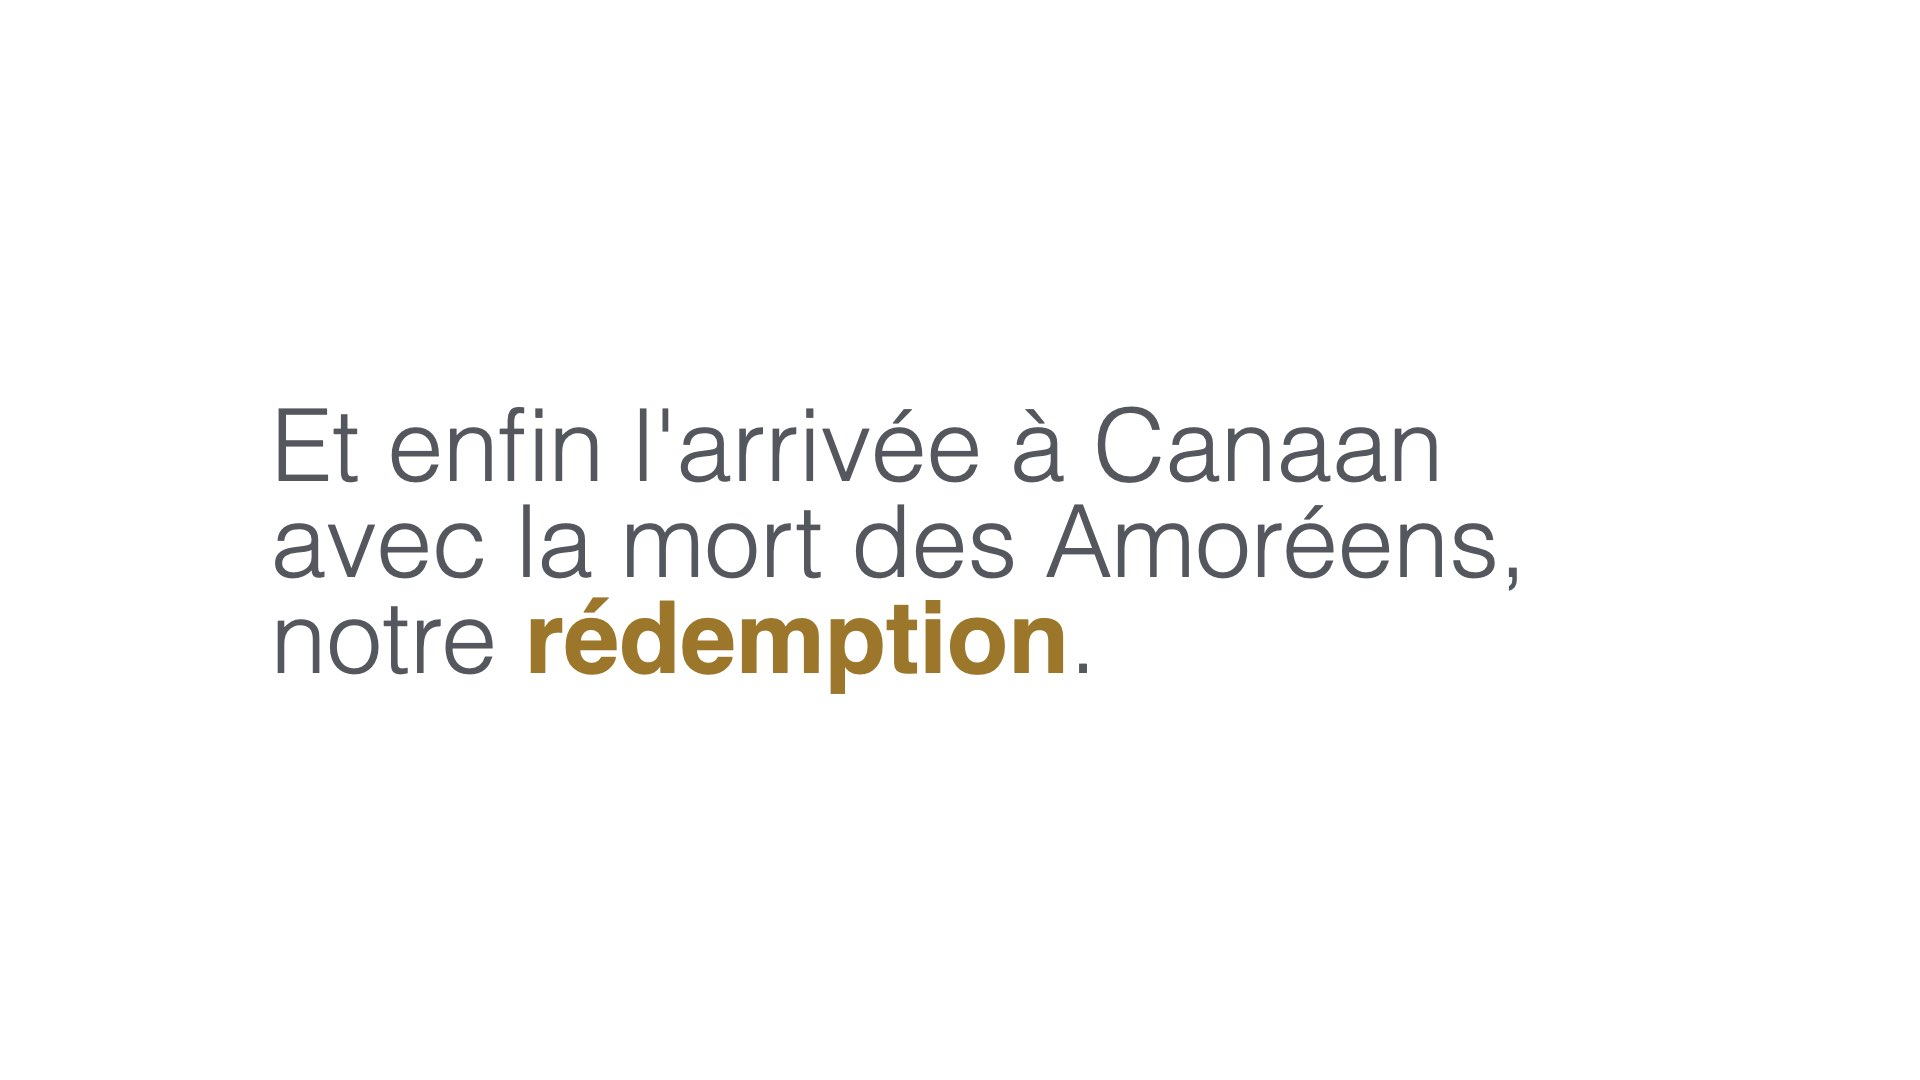 Et enfin l'arrivée à Canaan
avec la mort des Amoréens,
notre rédemption.